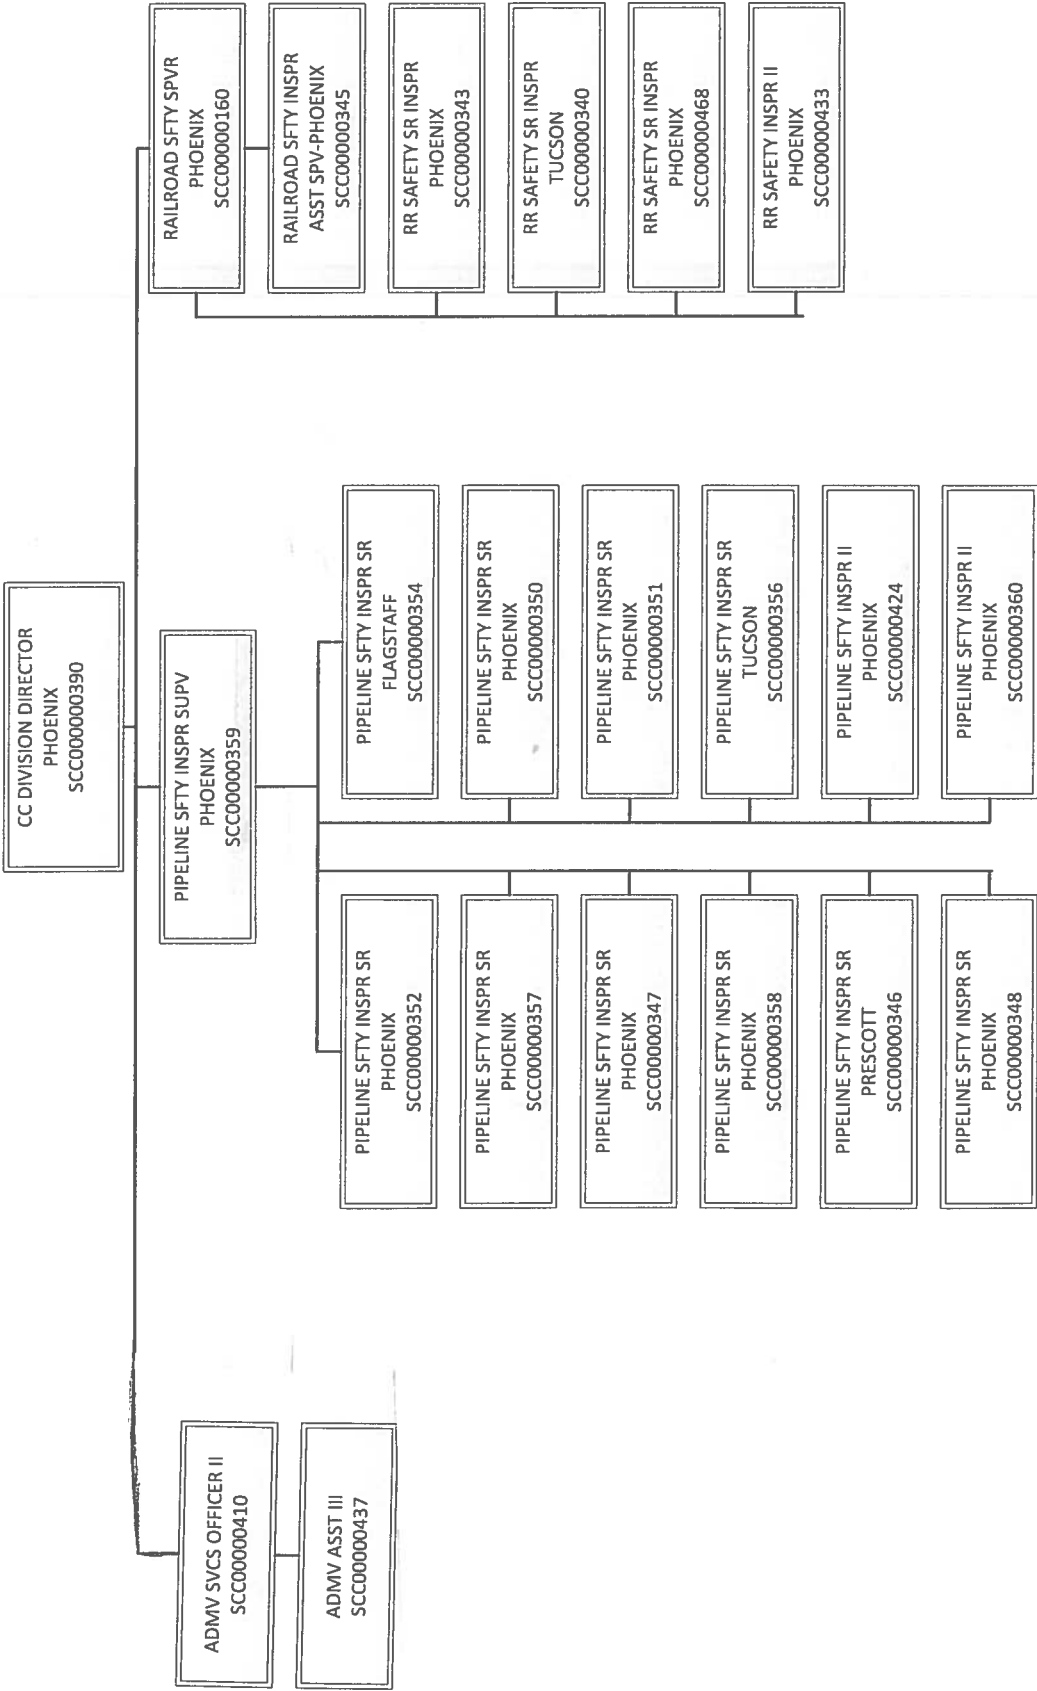 CC DIVISION DIRECTOR
PHOENIX
SCC000000390
ADMV SVCS OFFICER II
SCC00000410
ADMV ASST III
SCC00000437
PIPELINE SFTY INSPR SUPV
PHOENIX
SCC00000359
PIPELINE SFTY INSPR SR
PHOENIX
SCC00000352
PIPELINE SFTY INSPR SR
PHOENIX
SCC00000357
PIPELINE SFTY INSPR SR
PHOENIX
SCC00000347
PIPELINE SFTY INSPR SR
PHOENIX
SCC00000358
PIPELINE SFTY INSPR SR
PRESCOTT
SCC00000346
PIPELINE SFTY INSPR SR
PHOENIX
SCC00000348
PIPELINE SFTY INSPR SR
FLAGSTAFF
SCC00000354
PIPELINE SFTY INSPR SR
PHOENIX
SCC00000350
PIPELINE SFTY INSPR SR
PHOENIX
SCC00000351
PIPELINE SFTY INSPR SR
TUCSON
SCC00000356
PIPELINE SFTY INSPR II
PHOENIX
SCC00000424
PIPELINE SFTY INSPR II
PHOENIX
SCC00000360
RAILROAD SFTY SPVR
PHOENIX
SCC00000160
RAILROAD SFTY INSPR
ASST SPV-PHOENIX
SCC00000345
RR SAFETY SR INSPR
PHOENIX
SCC00000343
RR SAFETY SR INSPR
TUCSON
SCC00000340
RR SAFETY SR INSPR
PHOENIX
SCC00000468
RR SAFETY INSPR II
PHOENIX
SCC00000433